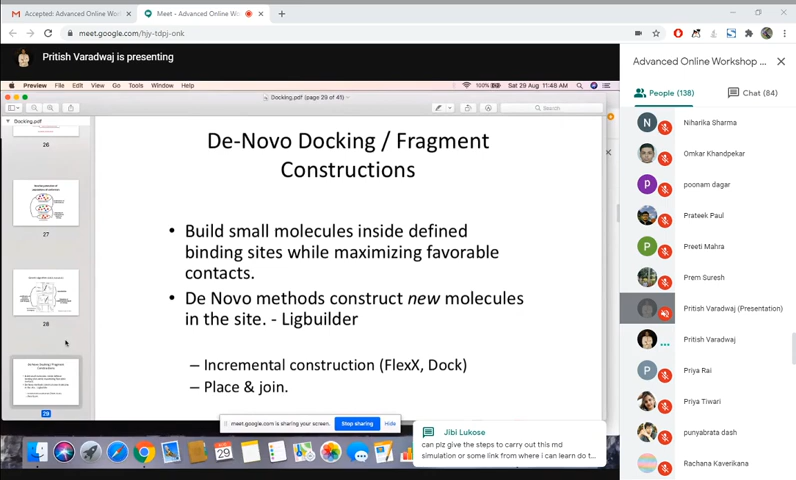 Accepted: Advanced Online Work
Meet - Advanced Online Wo
meet.google.com/hjy-tdpj-onk
Pritish Varadwaj is presenting
Preview File Edit View Go Tools Window Help
100% Sat 29 Aug 11:48 AM
Docking.pdf (page 29 of 41)
Search
Docking.pdf
26
27
28
29
De-Novo Docking / Fragment
Constructions
• Build small molecules inside defined
binding sites while maximizing favorable
contacts.
• De Novo methods construct new molecules
in the site. - Ligbuilder
– Incremental construction (FlexX, Dock)
– Place & join.
meet.google.com is sharing your screen.
Stop sharing
Hide
Jibi Lukose
can plz give the steps to carry out this md
simulation or some link from where i can learn do t...
Advanced Online Workshop ...
People (138)
Chat (84)
N
Niharika Sharma
Omkar Khandpekar
p
poonam dagar
Prateek Paul
P
Preeti Mahra
Prem Suresh
Pritish Varadwaj (Presentation)
Pritish Varadwaj
P
Priya Rai
Priya Tiwari
punyabrata dash
Rachana Kaverikana